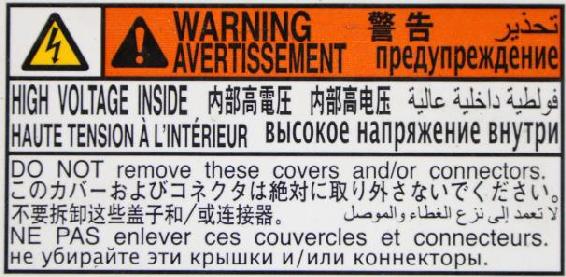 WARNING 警告 تحذير
AVERTISSEMENT предупреждение
HIGH VOLTAGE INSIDE 内部高電圧 内部高电压 فولطية داخلية عالية
HAUTE TENSION À L'INTÉRIEUR высокое напряжение внутри
DO NOT remove these covers and/or connectors.
このカバーおよびコネクタは絶対に取り外さないでください。
不要拆卸这些盖子和/或连接器。 لا تعمد إلى نزع الغطاء والموصل
NE PAS enlever ces couvercles et connecteurs.
не убирайте эти крышки и/или коннекторы.